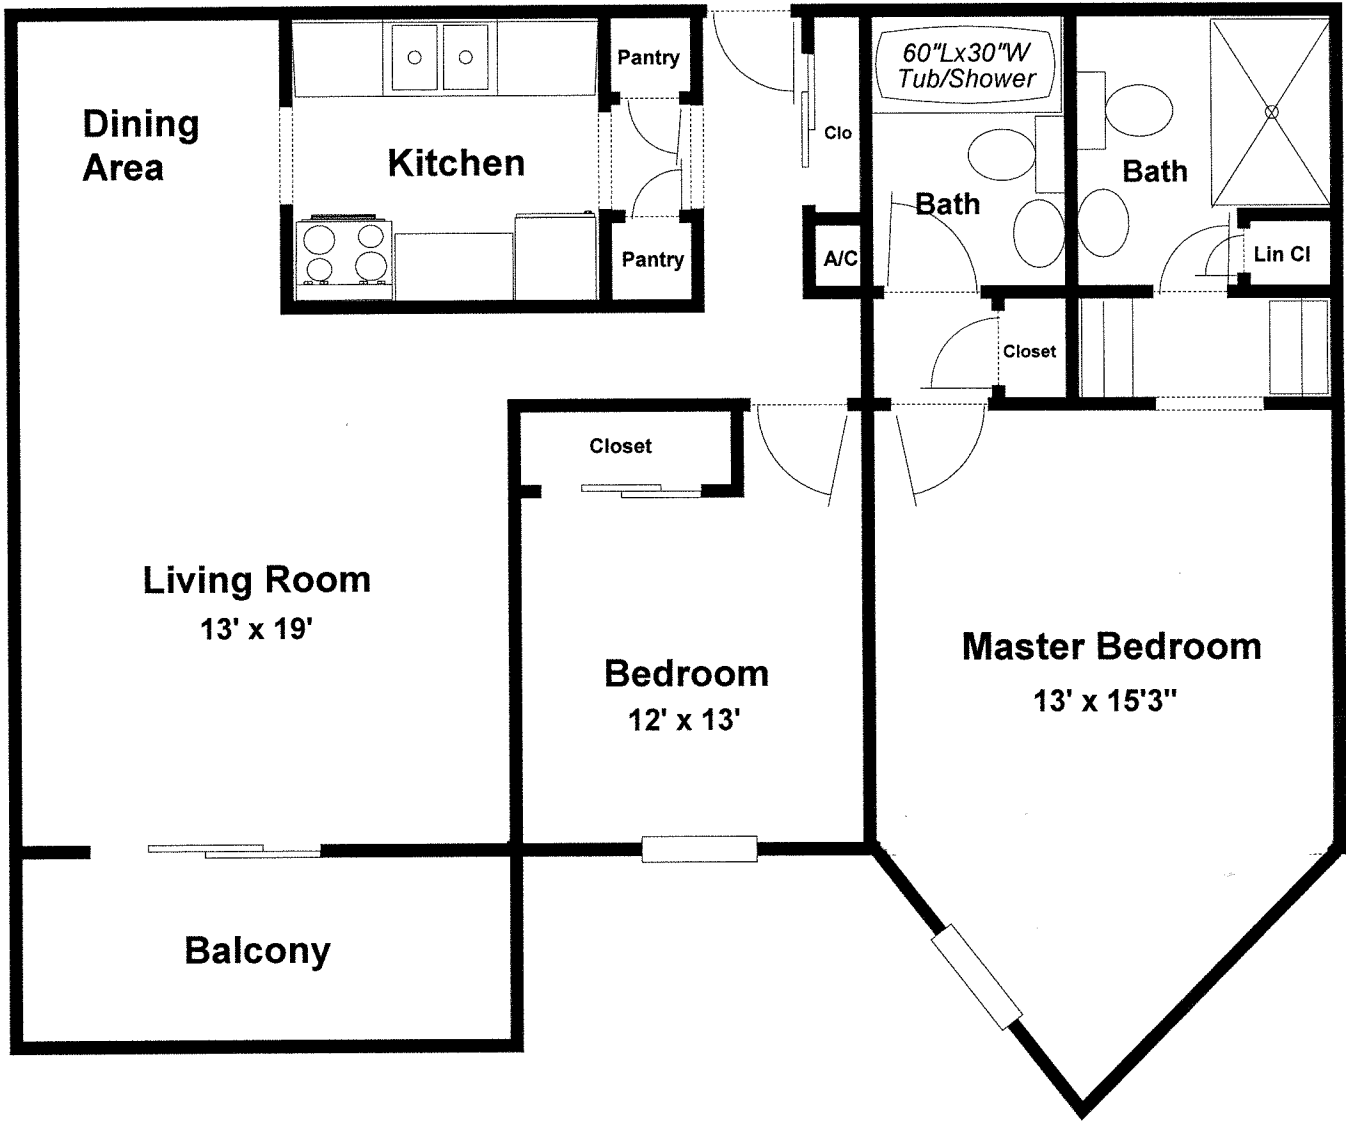 Pantry
60"Lx30"W
Tub/Shower
Dining
Area
Kitchen
Clo
Bath
Bath
Pantry
A/C
Lin Cl
Closet
Closet
Living Room
13' x 19'
Bedroom
12' x 13'
Master Bedroom
13' x 15'3"
Balcony